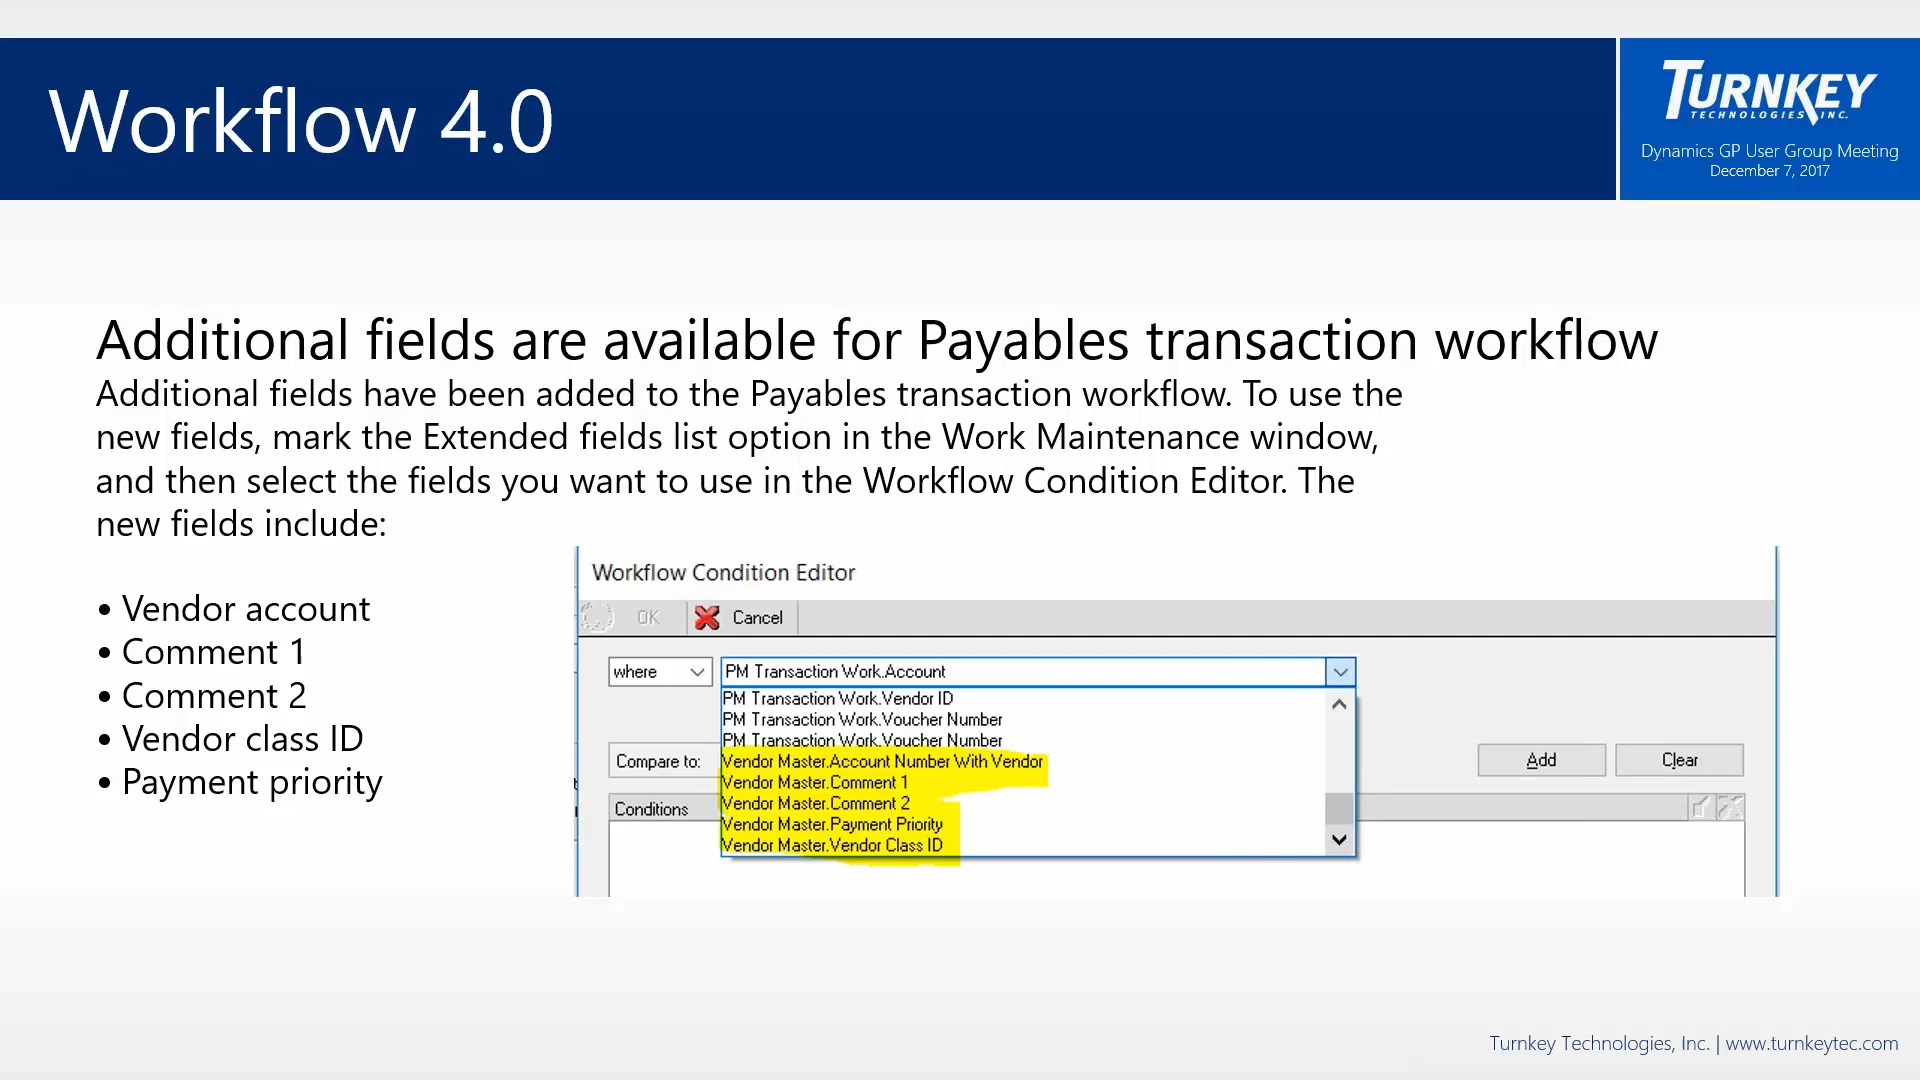 Workflow 4.0
TURNKEY
TECHNOLOGIES, INC.
Dynamics GP User Group Meeting
December 7, 2017
Additional fields are available for Payables transaction workflow
Additional fields have been added to the Payables transaction workflow. To use the
new fields, mark the Extended fields list option in the Work Maintenance window,
and then select the fields you want to use in the Workflow Condition Editor. The
new fields include:
• Vendor account
• Comment 1
• Comment 2
• Vendor class ID
• Payment priority
Workflow Condition Editor
OK Cancel
where PM Transaction Work.Account
PM Transaction Work.Vendor ID
PM Transaction Work.Voucher Number
PM Transaction Work.Voucher Number
Compare to: Vendor Master.Account Number With Vendor Add Clear
Vendor Master.Comment 1
Conditions Vendor Master.Comment 2
Vendor Master.Payment Priority
Vendor Master.Vendor Class ID
Turnkey Technologies, Inc. | www.turnkeytec.com